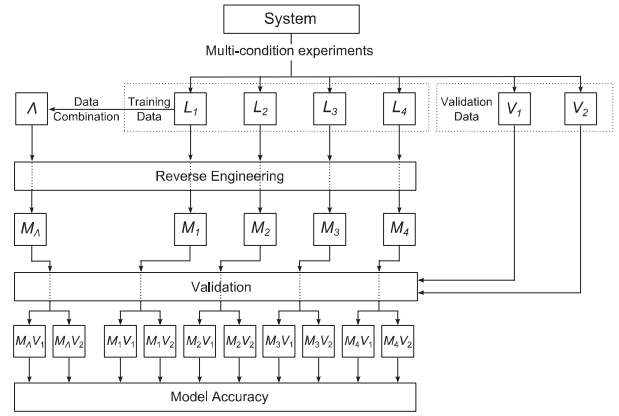 System
Multi-condition experiments
Λ
Data
Combination
Training
Data
L1
L2
L3
L4
Validation
Data
V1
V2
Reverse Engineering
MΛ
M1
M2
M3
M4
Validation
MΛV1
MΛV2
M1V1
M1V2
M2V1
M2V2
M3V1
M3V2
M4V1
M4V2
Model Accuracy